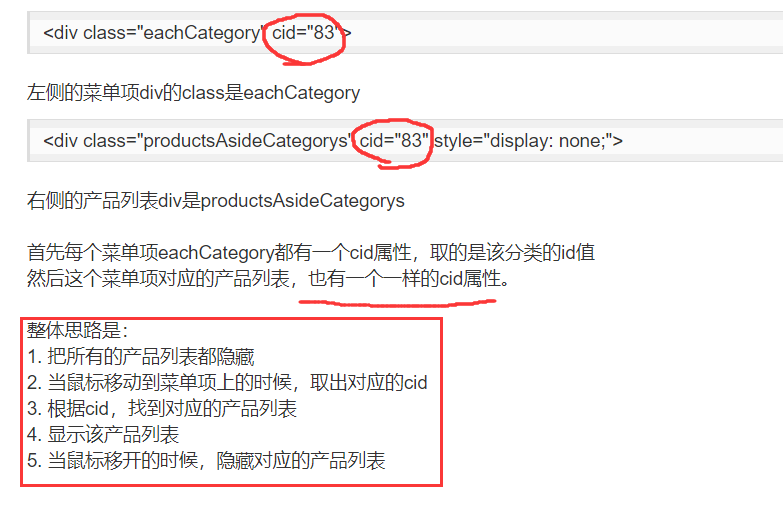 <div class="eachCategory" cid="83">
左侧的菜单项div的class是eachCategory
<div class="productsAsideCategorys" cid="83" style="display: none;">
右侧的产品列表div是productsAsideCategorys
首先每个菜单项eachCategory都有一个cid属性，取的是该分类的id值
然后这个菜单项对应的产品列表，也有一个一样的cid属性。
整体思路是：
1. 把所有的产品列表都隐藏
2. 当鼠标移动到菜单项上的时候，取出对应的cid
3. 根据cid，找到对应的产品列表
4. 显示该产品列表
5. 当鼠标移开的时候，隐藏对应的产品列表